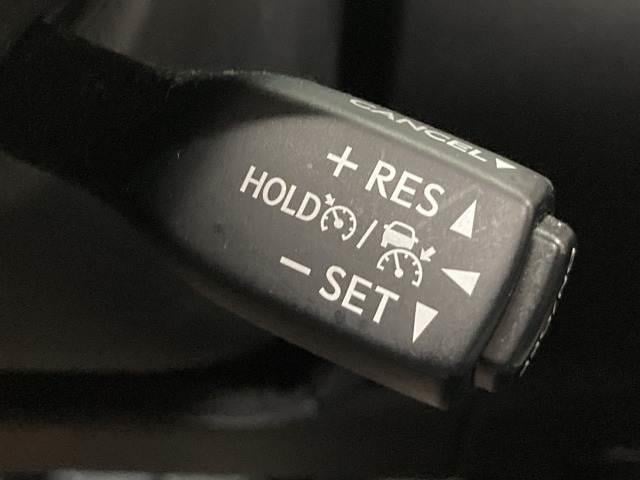 CANCEL
+ RES
HOLD /
− SET